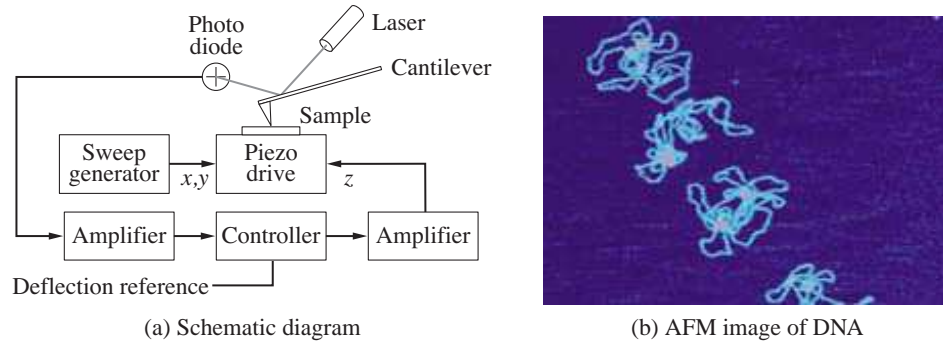 Photo
diode
Laser
Cantilever
Sample
Sweep
generator
x,y
Piezo
drive
z
Amplifier
Controller
Amplifier
Deflection reference
(a) Schematic diagram
(b) AFM image of DNA